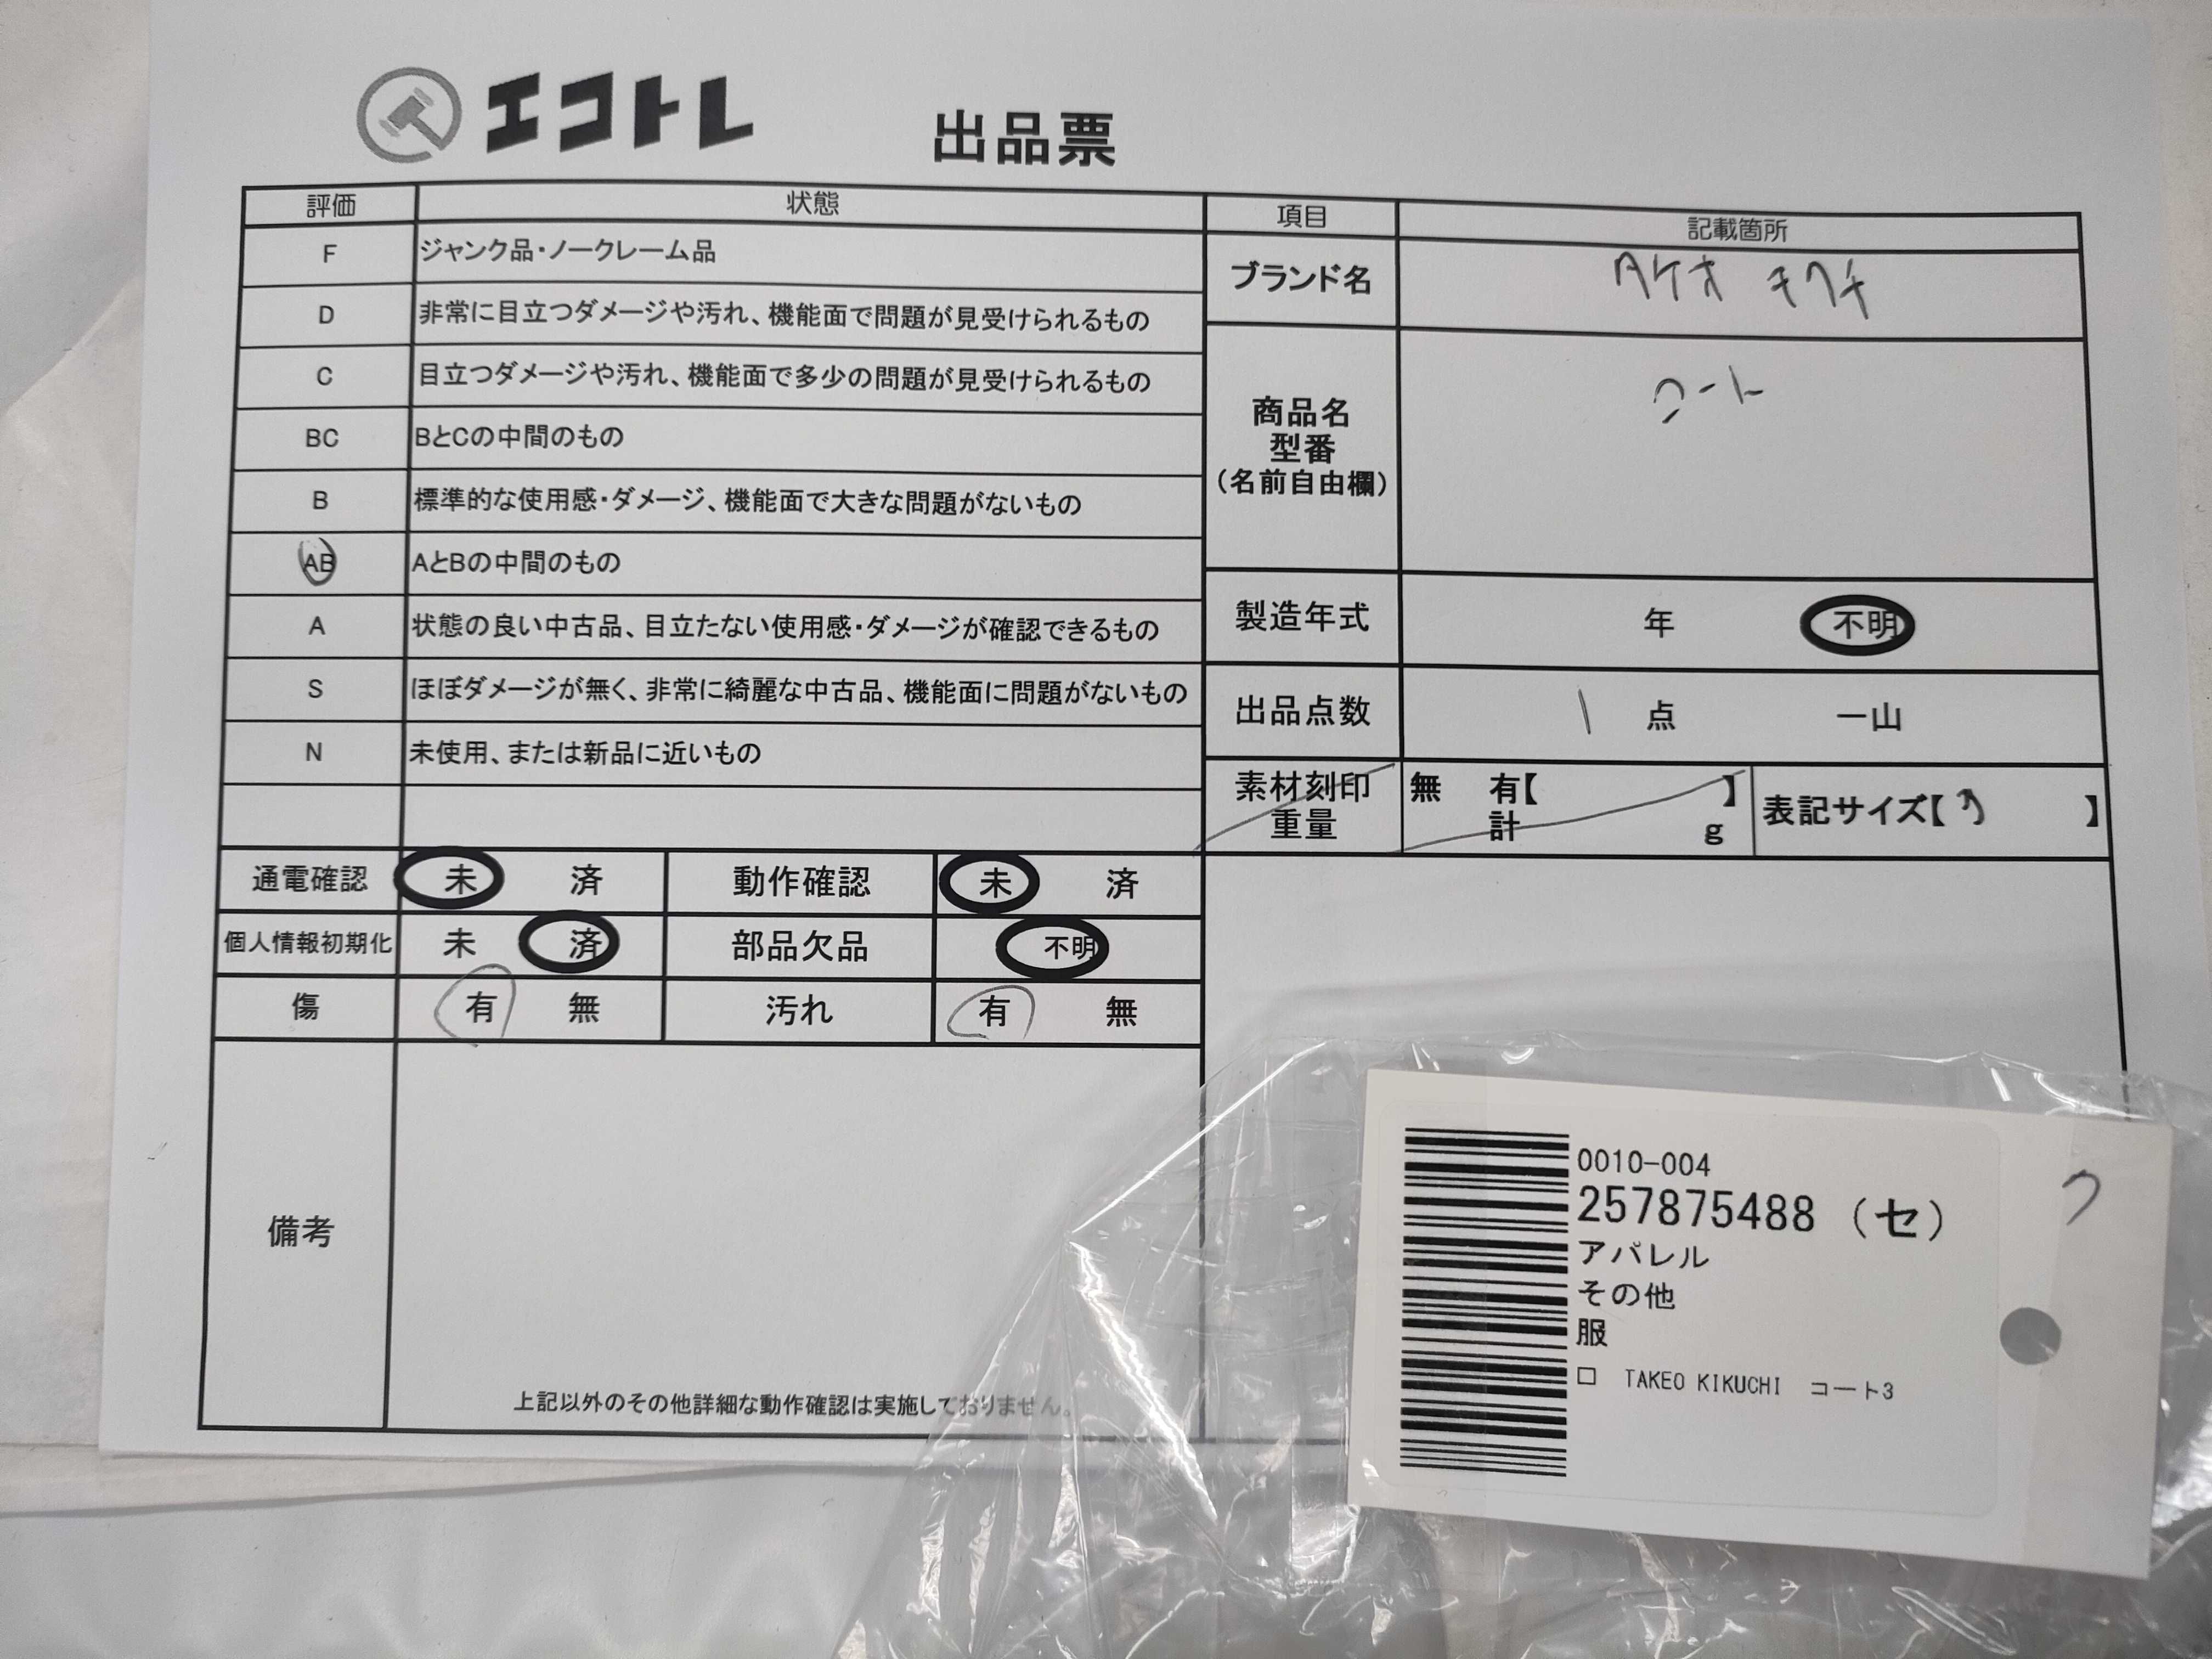 エコトレ
出品票
評価 状態
F ジャンク品・ノークレーム品
D 非常に目立つダメージや汚れ、機能面で問題が見受けられるもの
C 目立つダメージや汚れ、機能面で多少の問題が見受けられるもの
BC BとCの中間のもの
B 標準的な使用感・ダメージ、機能面で大きな問題がないもの
AB AとBの中間のもの
A 状態の良い中古品、目立たない使用感・ダメージが確認できるもの
S ほぼダメージが無く、非常に綺麗な中古品、機能面に問題がないもの
N 未使用、または新品に近いもの
通電確認 未 済 動作確認 未 済
個人情報初期化 未 済 部品欠品 不明
傷 有 無 汚れ 有 無
備考
上記以外のその他詳細な動作確認は実施しておりません。
項目 記載箇所
ブランド名 タケオ キクチ
商品名
型番
（名前自由欄）
コート
製造年式 年 不明
出品点数 1 点 一山
素材刻印 無 有【 】
重量 計 g
表記サイズ【 】
0010-004
257875488 (セ)
アパレル
その他
服
□ TAKEO KIKUCHI コート3